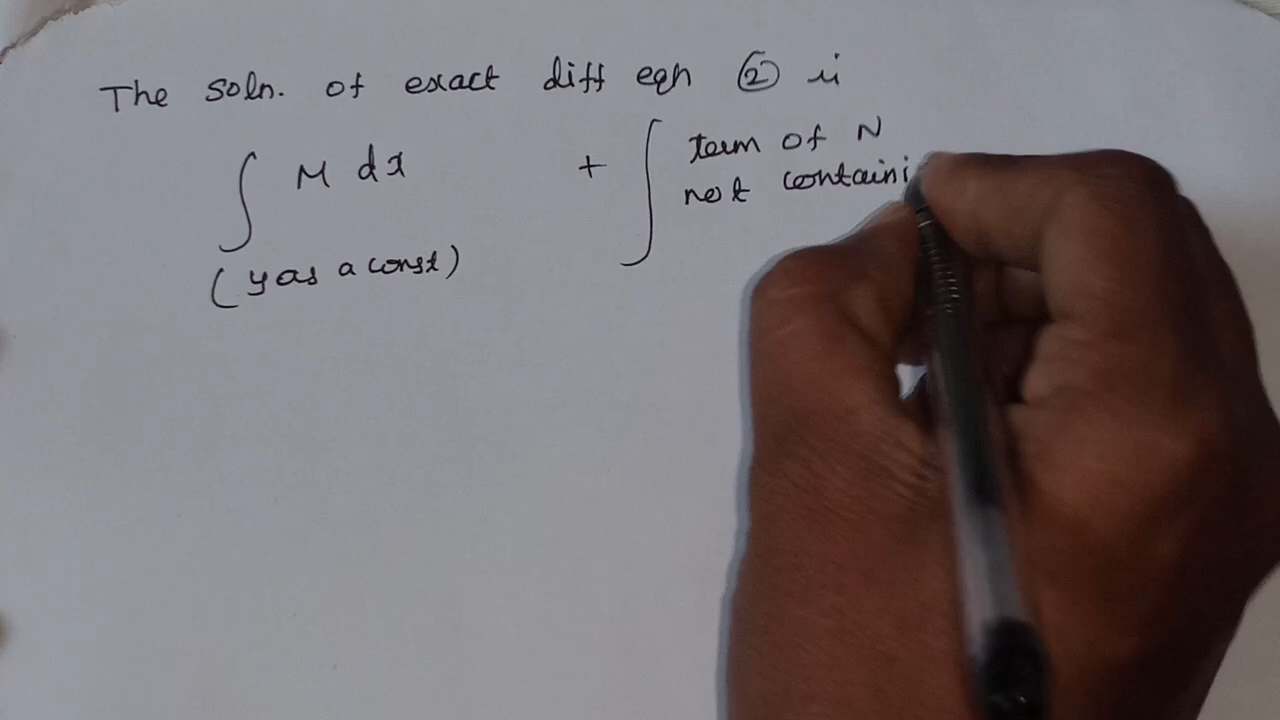 The soln. of exact diff eqn ② is
∫ M dx + ∫ term of N
not containi
(y as a const)